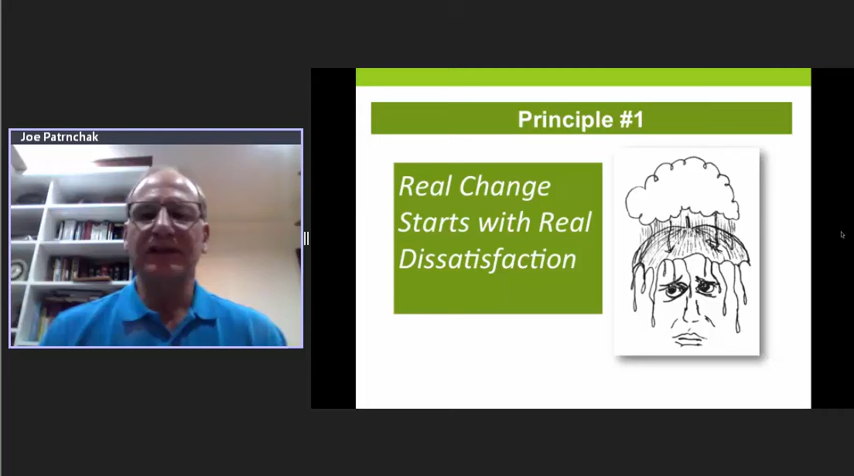 Joe Patrnchak
Principle #1
Real Change
Starts with Real
Dissatisfaction